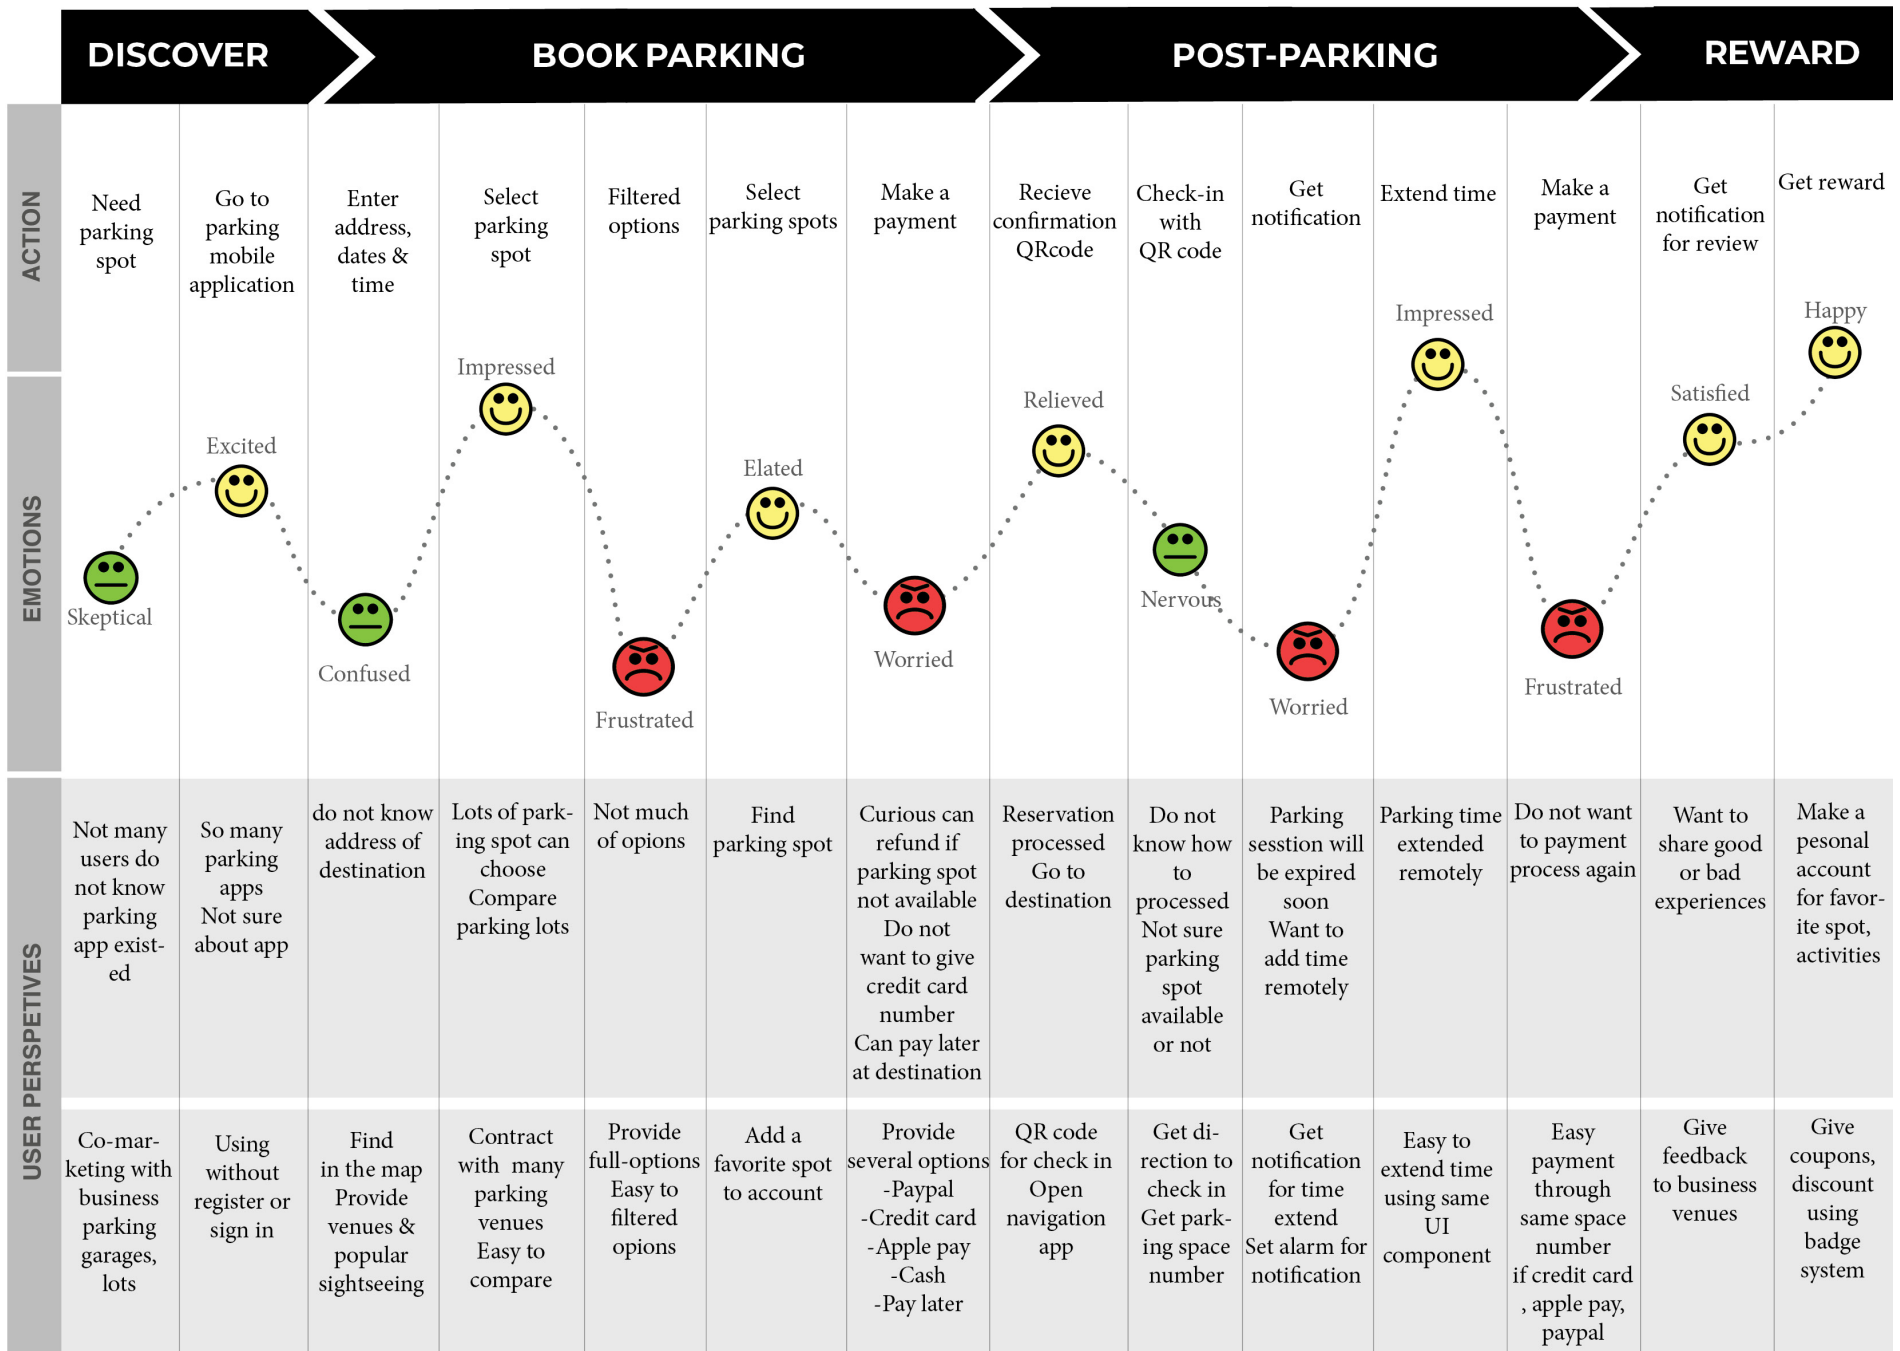 DISCOVER
BOOK PARKING
POST-PARKING
REWARD
ACTION
Need
parking
spot
Go to
parking
mobile
application
Enter
address,
dates &
time
Select
parking
spot
Filtered
options
Select
parking spots
Make a
payment
Recieve
confirmation
QRcode
Check-in
with
QR code
Get
notification
Extend time
Make a
payment
Get
notification
for review
Get reward
EMOTIONS
Skeptical
Excited
Confused
Impressed
Frustrated
Elated
Worried
Relieved
Nervous
Worried
Impressed
Frustrated
Satisfied
Happy
USER PERSPETIVES
Not many
users do
not know
parking
app exist-
ed
So many
parking
apps
Not sure
about app
do not know
address of
destination
Lots of park-
ing spot can
choose
Compare
parking lots
Not much
of opions
Find
parking spot
Curious can
refund if
parking spot
not available
Do not
want to give
credit card
number
Can pay later
at destination
Reservation
processed
Go to
destination
Do not
know how
to
processed
Not sure
parking
spot
available
or not
Parking
sesstion will
be expired
soon
Want to
add time
remotely
Parking time
extended
remotely
Do not want
to payment
process again
Want to
share good
or bad
experiences
Make a
pesonal
account
for favor-
ite spot,
activities
Co-mar-
keting with
business
parking
garages,
lots
Using
without
register or
sign in
Find
in the map
Provide
venues &
popular
sightseeing
Contract
with many
parking
venues
Easy to
compare
Provide
full-options
Easy to
filtered
opions
Add a
favorite spot
to account
Provide
several options
-Paypal
-Credit card
-Apple pay
-Cash
-Pay later
QR code
for check in
Open
navigation
app
Get di-
rection to
check in
Get park-
ing space
number
Get
notification
for time
extend
Set alarm for
notification
Easy to
extend time
using same
UI
component
Easy
payment
through
same space
number
if credit card
, apple pay,
paypal
Give
feedback
to business
venues
Give
coupons,
discount
using
badge
system